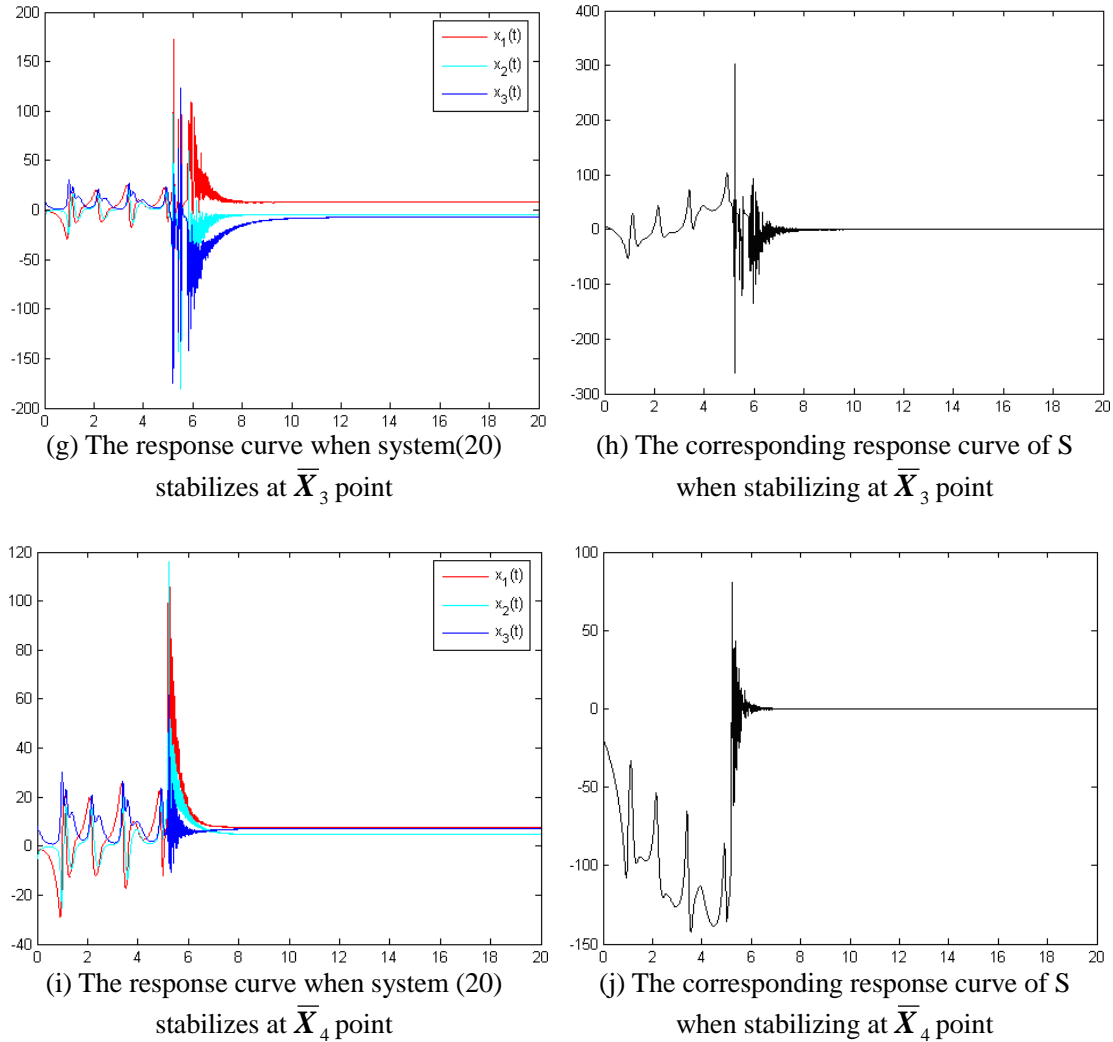 200
150
100
50
0
-50
-100
-150
-200
0 2 4 6 8 10 12 14 16 18 20
x_1(t)
x_2(t)
x_3(t)
400
300
200
100
0
-100
-200
-300
0 2 4 6 8 10 12 14 16 18 20
(g) The response curve when system(20)
stabilizes at X̄₃ point
(h) The corresponding response curve of S
when stabilizing at X̄₃ point
120
100
80
60
40
20
0
-20
-40
0 2 4 6 8 10 12 14 16 18 20
x_1(t)
x_2(t)
x_3(t)
100
50
0
-50
-100
-150
0 2 4 6 8 10 12 14 16 18 20
(i) The response curve when system (20)
stabilizes at X̄₄ point
(j) The corresponding response curve of S
when stabilizing at X̄₄ point